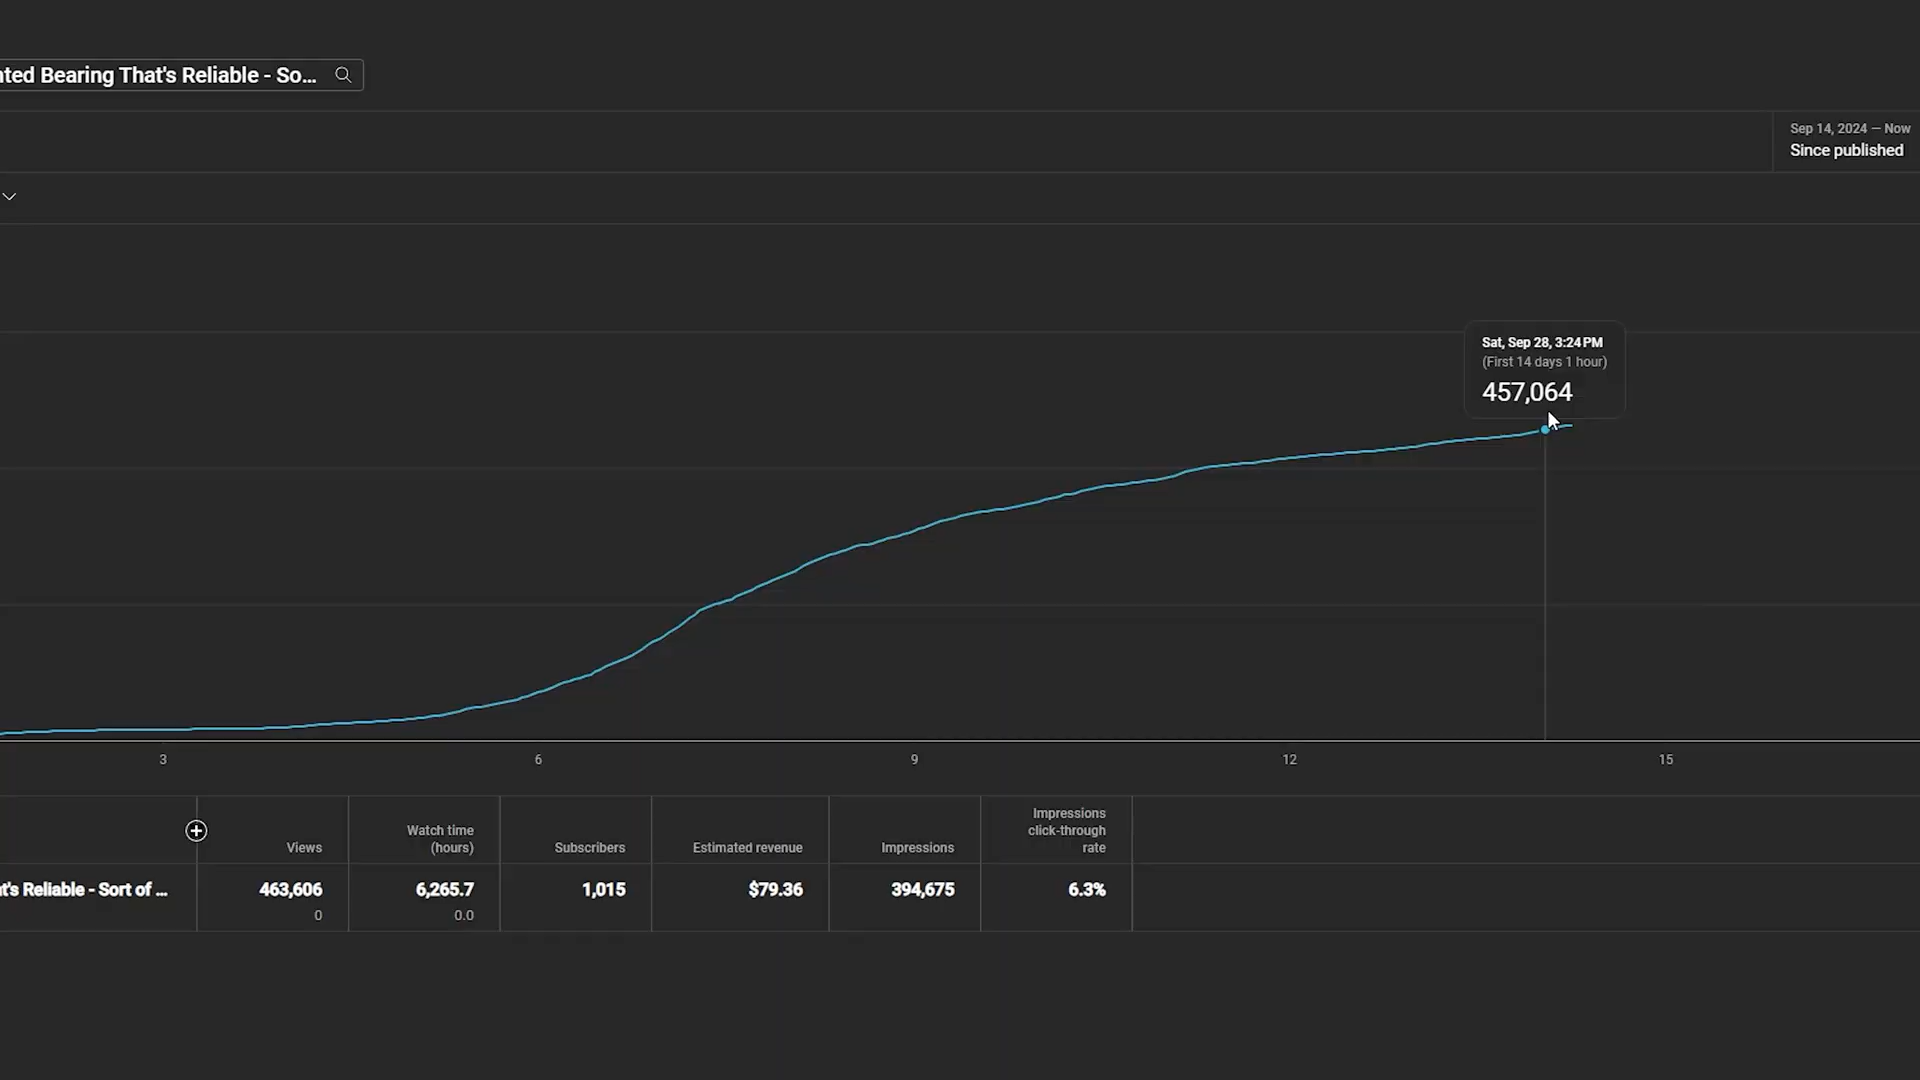 nted Bearing That's Reliable - So...
Sep 14, 2024 – Now
Since published
Sat, Sep 28, 3:24 PM
(First 14 days 1 hour)
457,064
3 6 9 12 15
Views
Watch time
(hours)
Subscribers
Estimated revenue
Impressions
Impressions
click-through
rate
t's Reliable - Sort of ...
463,606
0
6,265.7
0.0
1,015
$79.36
394,675
6.3%